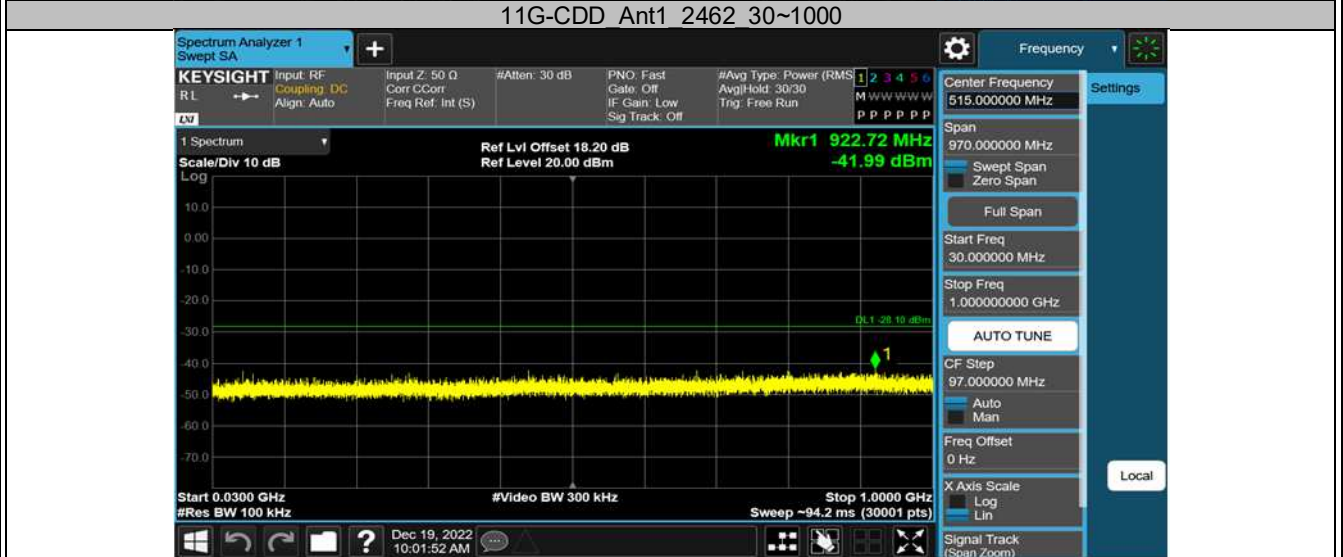 11G-CDD_Ant1_2462_30~1000
Spectrum Analyzer 1
Swept SA
+
Frequency
KEYSIGHT
RL
LXI
Input: RF
Coupling: DC
Align: Auto
Input Z: 50 Ω
Corr CCorr
Freq Ref: Int (S)
#Atten: 30 dB
PNO: Fast
Gate: Off
IF Gain: Low
Sig Track: Off
#Avg Type: Power (RMS
Avg|Hold: 30/30
Trig: Free Run
1 2 3 4 5 6
M W W W W W
P P P P P P
1 Spectrum
Scale/Div 10 dB
Log
Ref Lvl Offset 18.20 dB
Ref Level 20.00 dBm
Mkr1 922.72 MHz
-41.99 dBm
10.0
0.00
-10.0
-20.0
-30.0
-40.0
-50.0
-60.0
-70.0
DL1 -28.10 dBm
1
Start 0.0300 GHz
#Res BW 100 kHz
#Video BW 300 kHz
Stop 1.0000 GHz
Sweep ~94.2 ms (30001 pts)
?
Dec 19, 2022
10:01:52 AM
Center Frequency
515.000000 MHz
Settings
Span
970.000000 MHz
Swept Span
Zero Span
Full Span
Start Freq
30.000000 MHz
Stop Freq
1.000000000 GHz
AUTO TUNE
CF Step
97.000000 MHz
Auto
Man
Freq Offset
0 Hz
X Axis Scale
Log
Lin
Local
Signal Track
(Span Zoom)